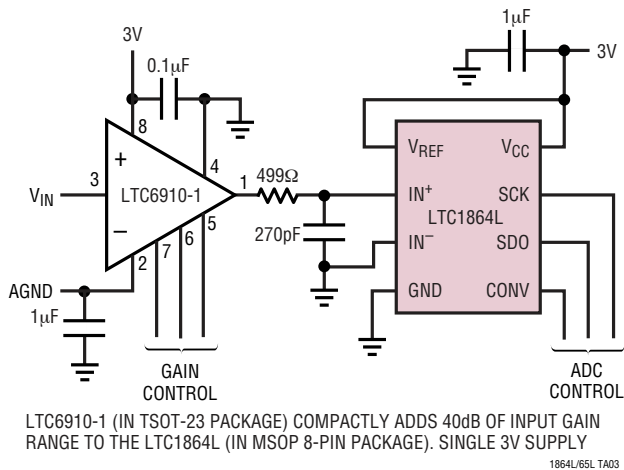 1µF
3V
3V
0.1µF
8
+
4
V_REF
V_CC
V_IN
3
LTC6910-1
1
499Ω
IN+
SCK
LTC1864L
–
270pF
IN–
SDO
2
7
6
5
AGND
GND
CONV
1µF
GAIN
CONTROL
ADC
CONTROL
LTC6910-1 (IN TSOT-23 PACKAGE) COMPACTLY ADDS 40dB OF INPUT GAIN
RANGE TO THE LTC1864L (IN MSOP 8-PIN PACKAGE). SINGLE 3V SUPPLY
1864L/65L TA03